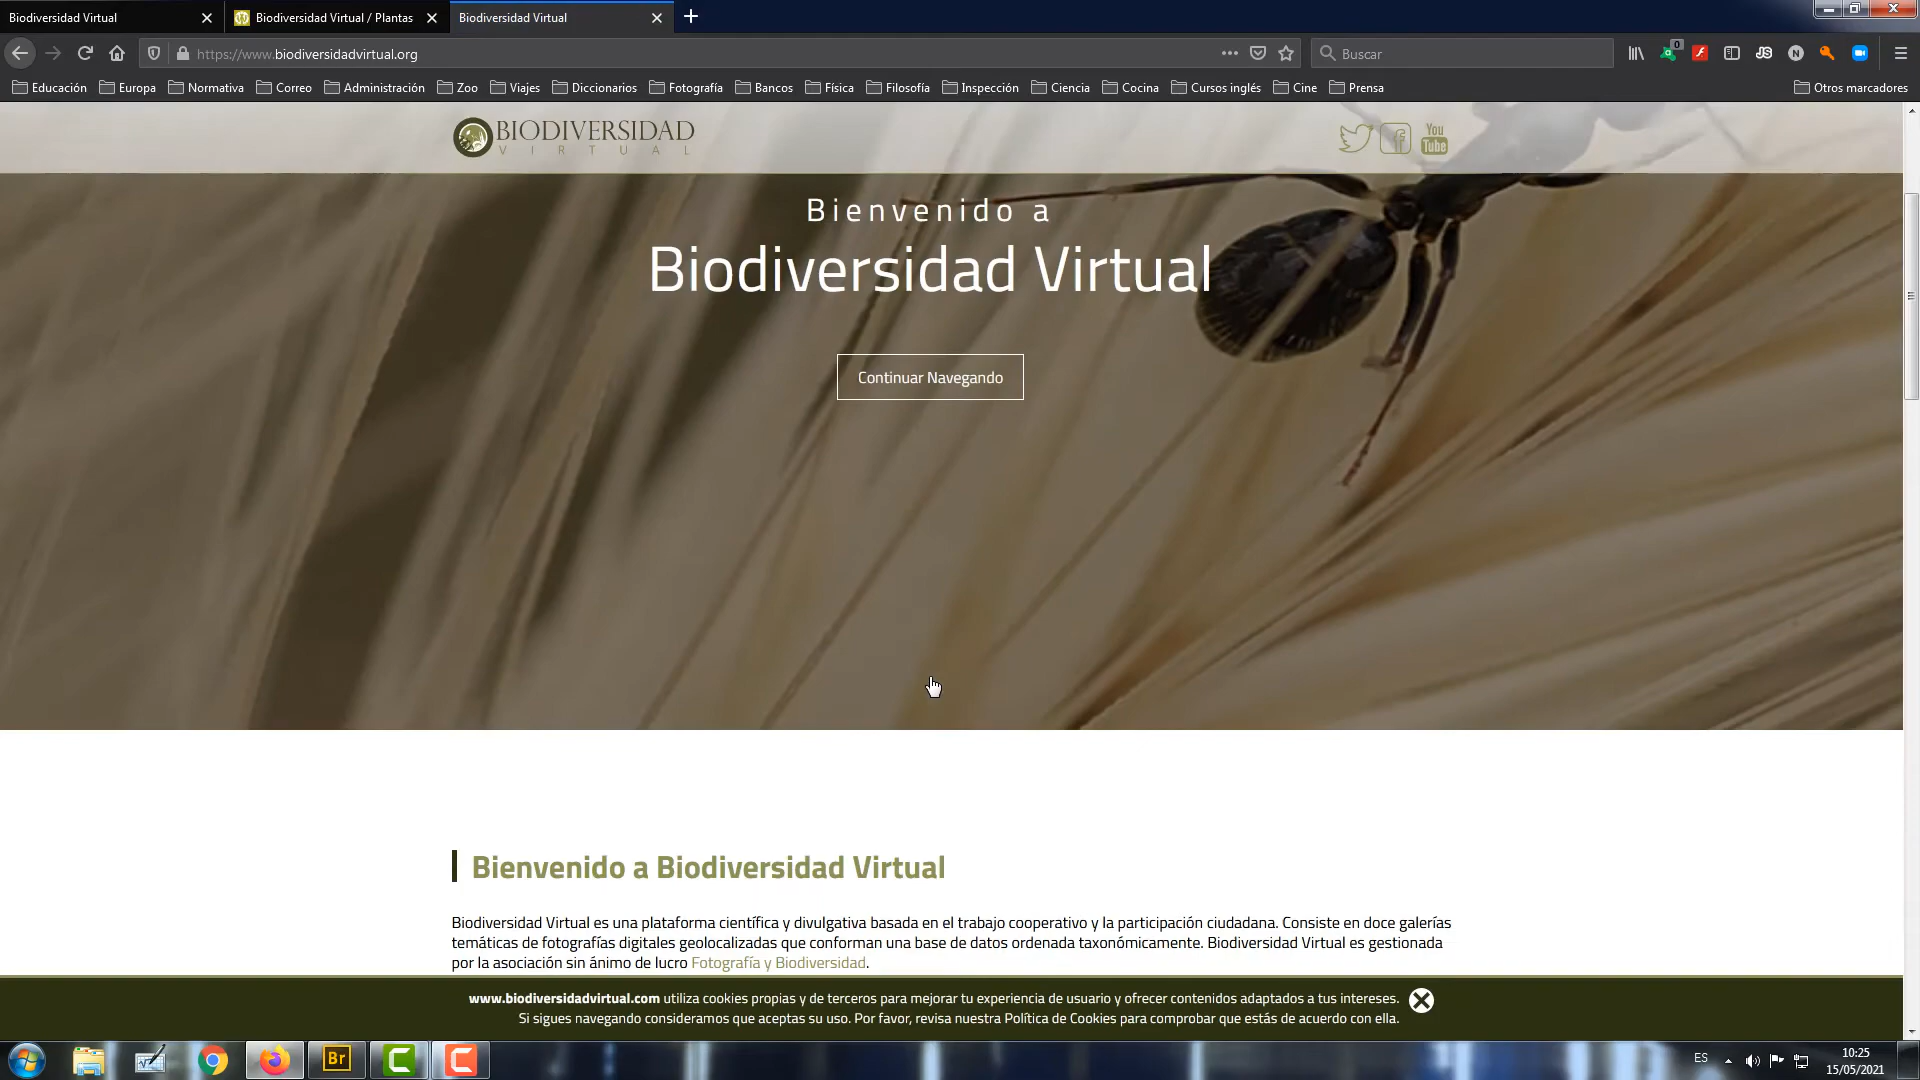 Biodiversidad Virtual
Biodiversidad Virtual / Plantas
Biodiversidad Virtual
https://www.biodiversidadvirtual.org
Buscar
0
JS
N
Educación
Europa
Normativa
Correo
Administración
Zoo
Viajes
Diccionarios
Fotografía
Bancos
Física
Filosofía
Inspección
Ciencia
Cocina
Cursos inglés
Cine
Prensa
Otros marcadores
BIODIVERSIDAD
VIRTUAL
You
Tube
Bienvenido a
Biodiversidad Virtual
Continuar Navegando
Bienvenido a Biodiversidad Virtual
Biodiversidad Virtual es una plataforma científica y divulgativa basada en el trabajo cooperativo y la participación ciudadana. Consiste en doce galerías
temáticas de fotografías digitales geolocalizadas que conforman una base de datos ordenada taxonómicamente. Biodiversidad Virtual es gestionada
por la asociación sin ánimo de lucro Fotografía y Biodiversidad.
www.biodiversidadvirtual.com utiliza cookies propias y de terceros para mejorar tu experiencia de usuario y ofrecer contenidos adaptados a tus intereses.
Si sigues navegando consideramos que aceptas su uso. Por favor, revisa nuestra Política de Cookies para comprobar que estás de acuerdo con ella.
Br
ES
10:25
15/05/2021